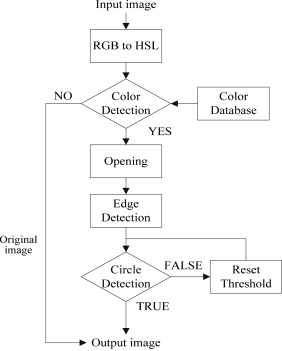 Input image
RGB to HSL
NO
Color
Detection
Color
Database
YES
Opening
Edge
Detection
Original
image
Circle
Detection
FALSE
Reset
Threshold
TRUE
Output image